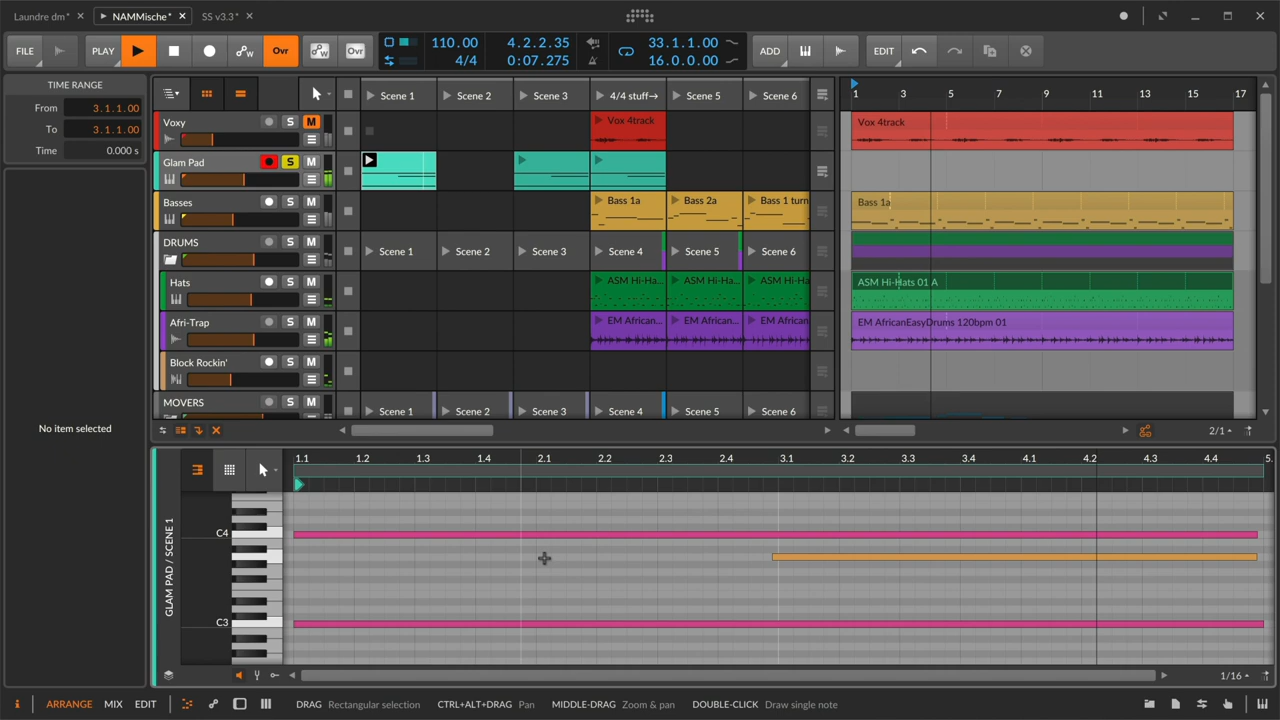 Laundre dm* × NAMMische* × SS v3.3* ×
FILE PLAY Ovr Ovr 110.00 4/4 4.2.2.35 0:07.275 33.1.1.00 16.0.0.00 ADD EDIT
TIME RANGE
From 3.1.1.00
To 3.1.1.00
Time 0.000 s
No item selected
Scene 1 Scene 2 Scene 3 4/4 stuff→ Scene 5 Scene 6
1 3 5 7 9 11 13 15 17
Voxy S M Vox 4track Vox 4track
Glam Pad S M
Basses S M Bass 1a Bass 2a Bass 1 turn Bass 1a
DRUMS S M Scene 1 Scene 2 Scene 3 Scene 4 Scene 5 Scene 6
Hats S M ASM Hi-Ha... ASM Hi-Ha... ASM Hi-Ha ASM Hi-Hats 01 A
Afri-Trap S M EM African... EM African... EM African EM AfricanEasyDrums 120bpm 01
Block Rockin' S M
MOVERS S M Scene 1 Scene 2 Scene 3 Scene 4 Scene 5 Scene 6
2/1
1.1 1.2 1.3 1.4 2.1 2.2 2.3 3.1 3.2 3.3 3.4 4.1 4.2 4.3 4.4 5.
GLAM PAD / SCENE 1
C4
C3
1/16
i ARRANGE MIX EDIT DRAG Rectangular selection CTRL+ALT+DRAG Pan MIDDLE-DRAG Zoom & pan DOUBLE-CLICK Draw single note